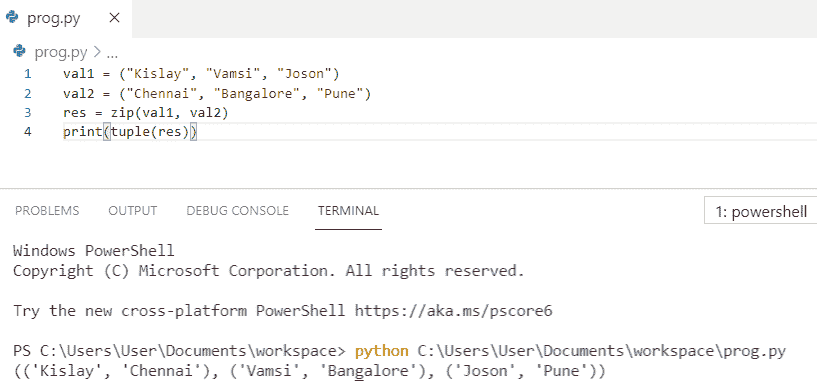 prog.py ×
prog.py > ...
1 val1 = ("Kislay", "Vamsi", "Joson")
2 val2 = ("Chennai", "Bangalore", "Pune")
3 res = zip(val1, val2)
4 print(tuple(res))
PROBLEMS OUTPUT DEBUG CONSOLE TERMINAL 1: powershell
Windows PowerShell
Copyright (C) Microsoft Corporation. All rights reserved.
Try the new cross-platform PowerShell https://aka.ms/pscore6
PS C:\Users\User\Documents\workspace> python C:\Users\User\Documents\workspace\prog.py
(('Kislay', 'Chennai'), ('Vamsi', 'Bangalore'), ('Joson', 'Pune'))